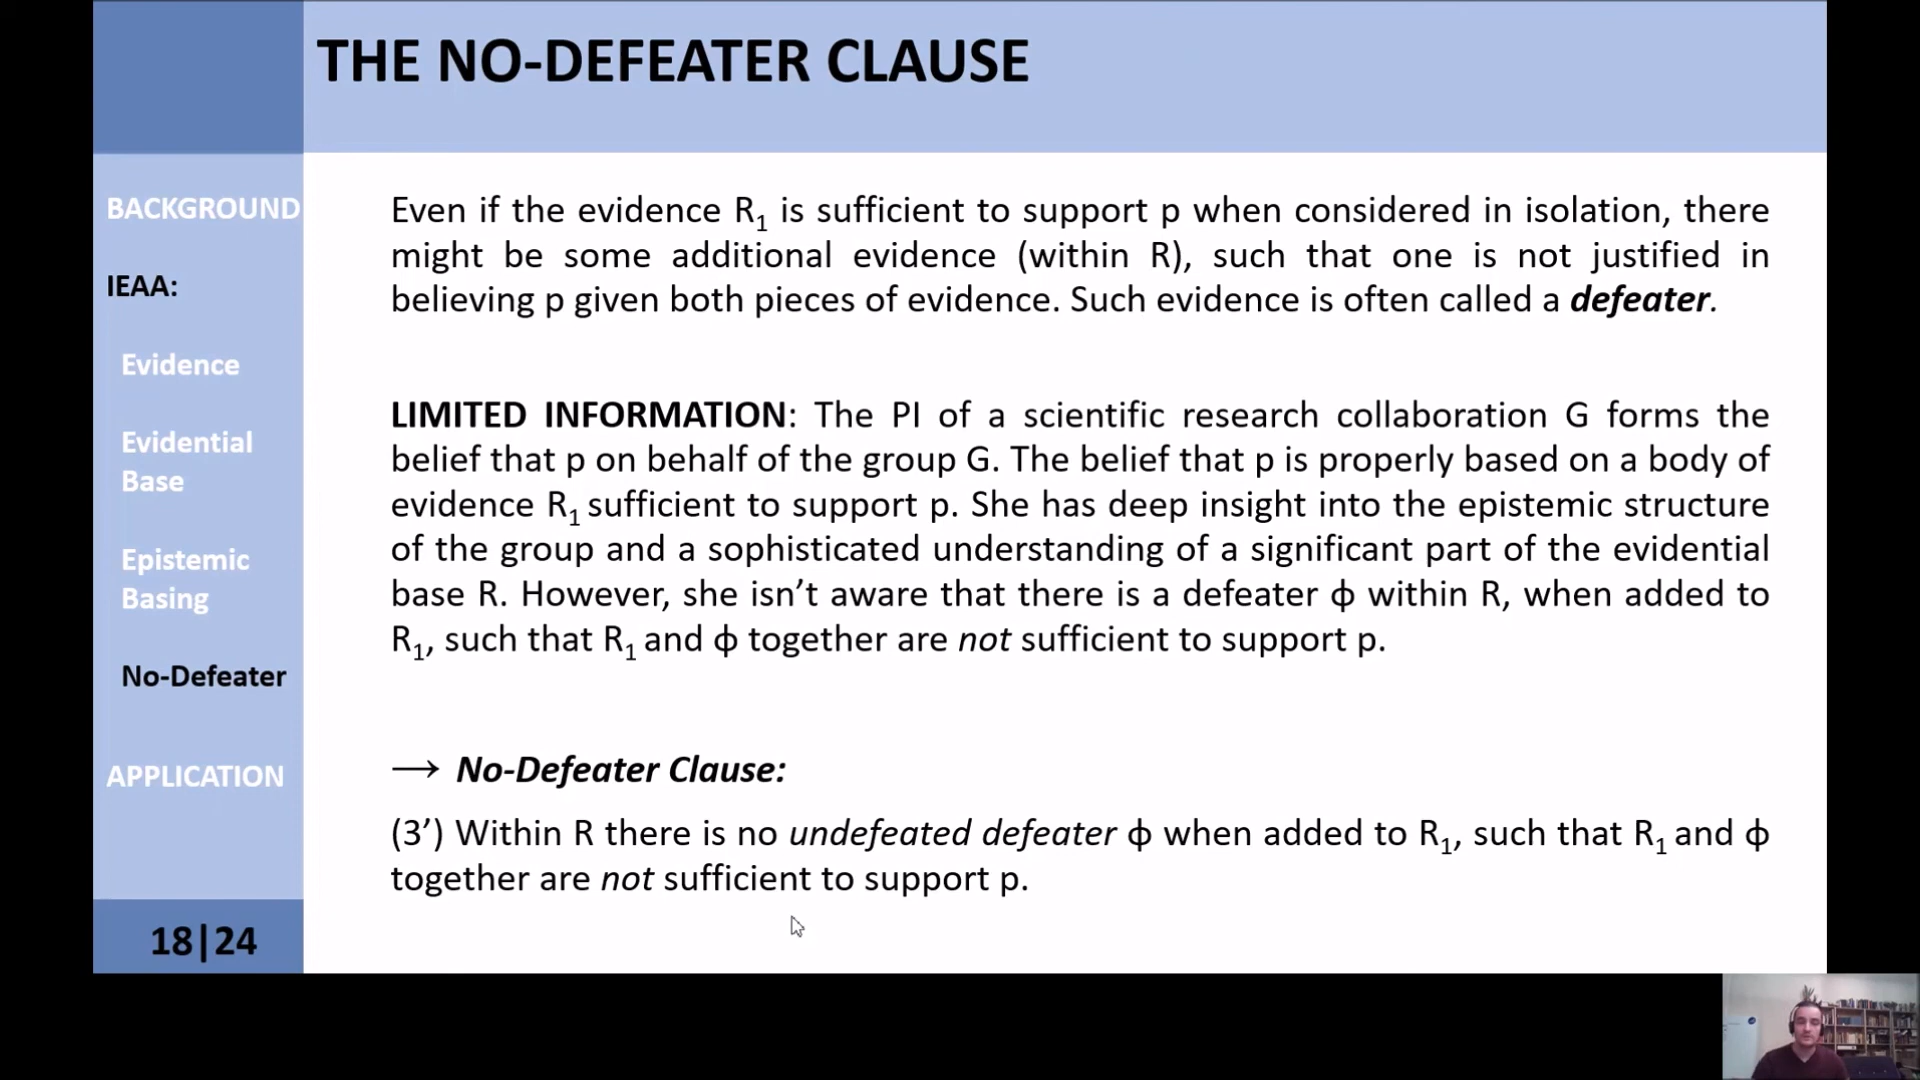 THE NO-DEFEATER CLAUSE
BACKGROUND
IEAA:
Evidence
Evidential
Base
Epistemic
Basing
No-Defeater
APPLICATION
18|24
Even if the evidence R₁ is sufficient to support p when considered in isolation, there
might be some additional evidence (within R), such that one is not justified in
believing p given both pieces of evidence. Such evidence is often called a defeater.
LIMITED INFORMATION: The PI of a scientific research collaboration G forms the
belief that p on behalf of the group G. The belief that p is properly based on a body of
evidence R₁ sufficient to support p. She has deep insight into the epistemic structure
of the group and a sophisticated understanding of a significant part of the evidential
base R. However, she isn’t aware that there is a defeater ϕ within R, when added to
R₁, such that R₁ and ϕ together are not sufficient to support p.
→ No-Defeater Clause:
(3’) Within R there is no undefeated defeater ϕ when added to R₁, such that R₁ and ϕ
together are not sufficient to support p.